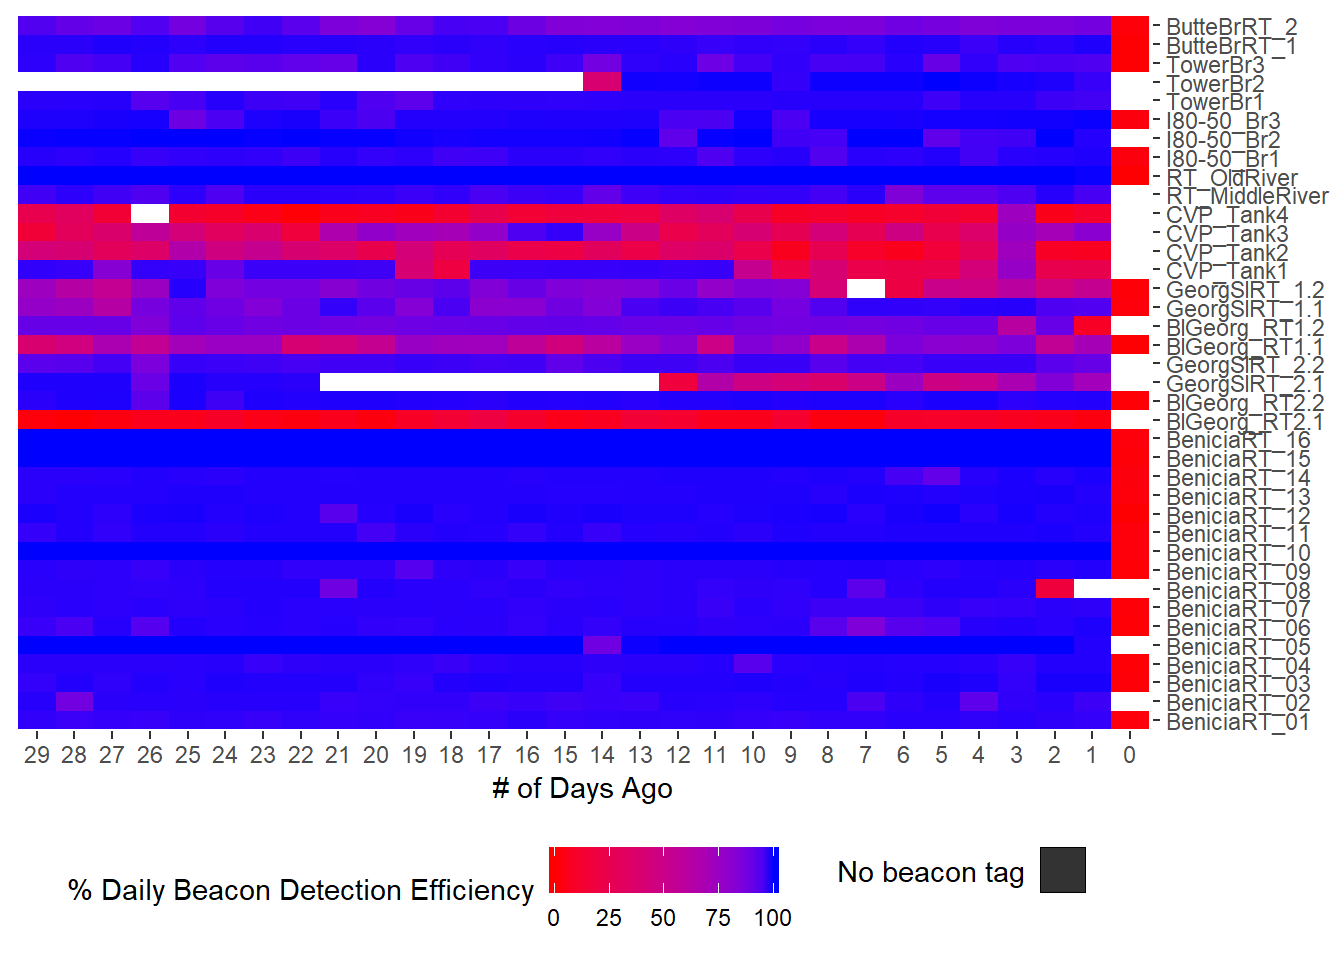 ButteBrRT_2
ButteBrRT_1
TowerBr3
TowerBr2
TowerBr1
I80-50_Br3
I80-50_Br2
I80-50_Br1
RT_OldRiver
RT_MiddleRiver
CVP_Tank4
CVP_Tank3
CVP_Tank2
CVP_Tank1
GeorgSlRT_1.2
GeorgSlRT_1.1
BlGeorg_RT1.2
BlGeorg_RT1.1
GeorgSlRT_2.2
GeorgSlRT_2.1
BlGeorg_RT2.2
BlGeorg_RT2.1
BeniciaRT_16
BeniciaRT_15
BeniciaRT_14
BeniciaRT_13
BeniciaRT_12
BeniciaRT_11
BeniciaRT_10
BeniciaRT_09
BeniciaRT_08
BeniciaRT_07
BeniciaRT_06
BeniciaRT_05
BeniciaRT_04
BeniciaRT_03
BeniciaRT_02
BeniciaRT_01
29 28 27 26 25 24 23 22 21 20 19 18 17 16 15 14 13 12 11 10 9 8 7 6 5 4 3 2 1 0
# of Days Ago
% Daily Beacon Detection Efficiency
0 25 50 75 100
No beacon tag